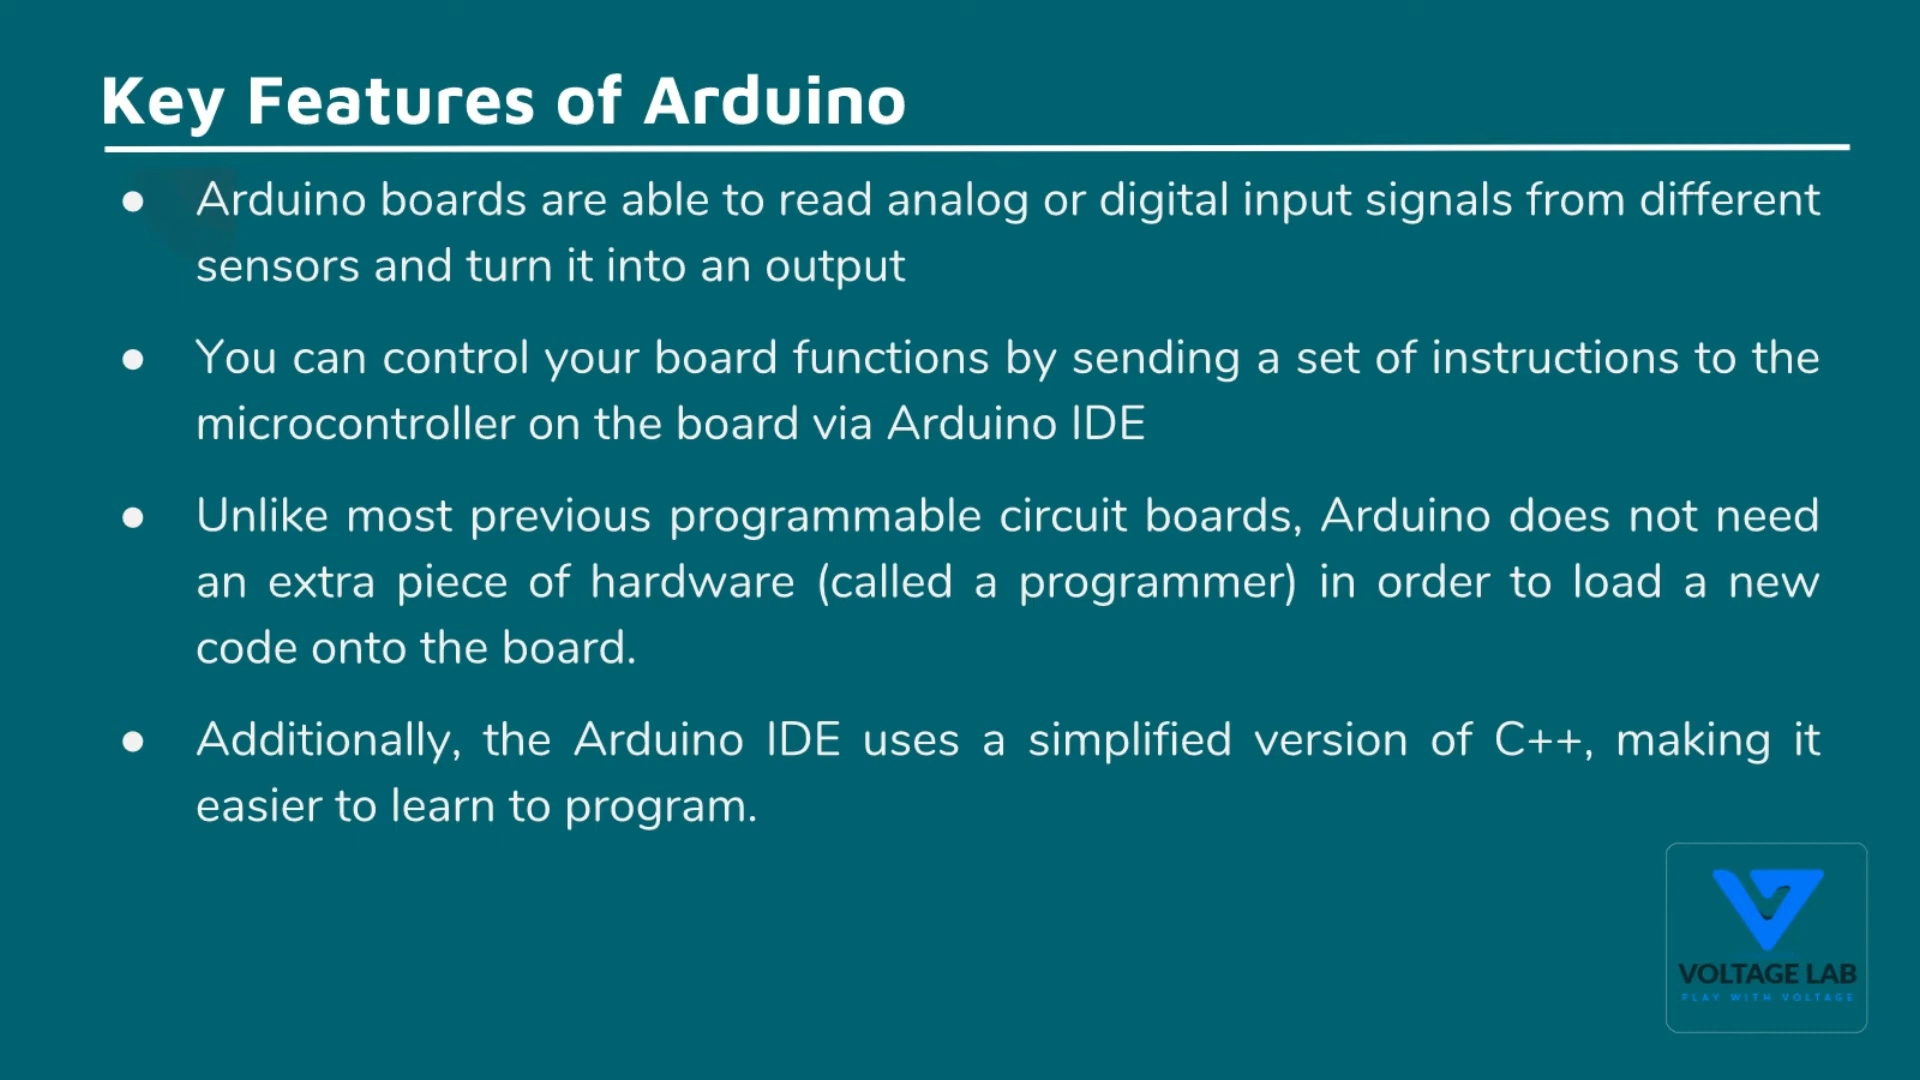 Key Features of Arduino
● Arduino boards are able to read analog or digital input signals from different
sensors and turn it into an output
● You can control your board functions by sending a set of instructions to the
microcontroller on the board via Arduino IDE
● Unlike most previous programmable circuit boards, Arduino does not need
an extra piece of hardware (called a programmer) in order to load a new
code onto the board.
● Additionally, the Arduino IDE uses a simplified version of C++, making it
easier to learn to program.
VOLTAGE LAB
PLAY WITH VOLTAGE